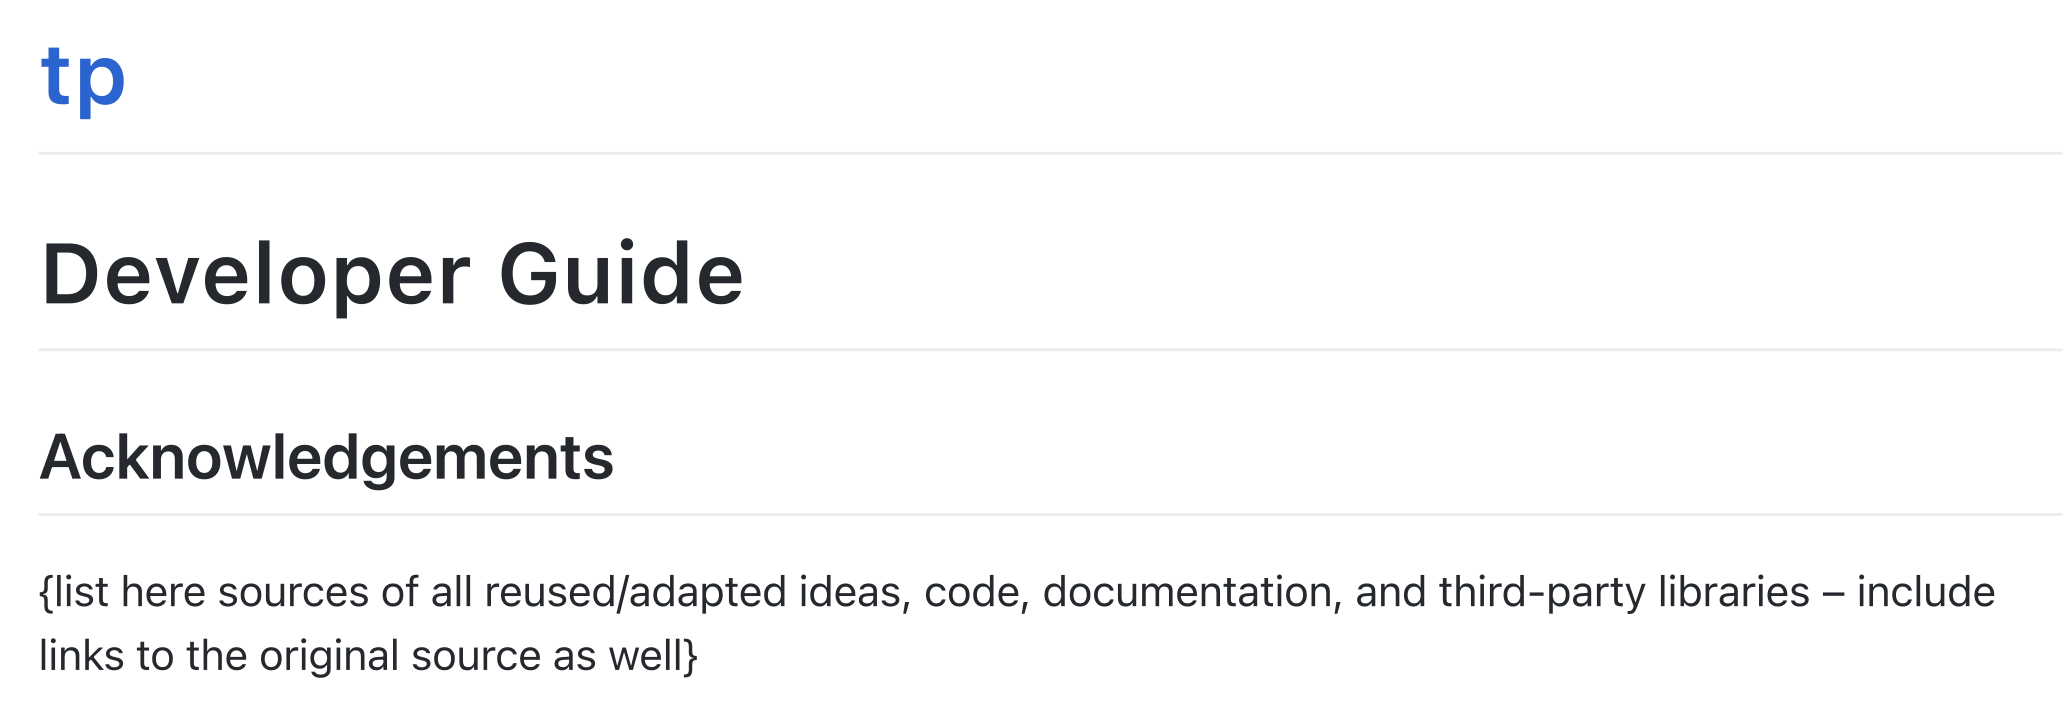 tp
Developer Guide
Acknowledgements
{list here sources of all reused/adapted ideas, code, documentation, and third-party libraries – include
links to the original source as well}